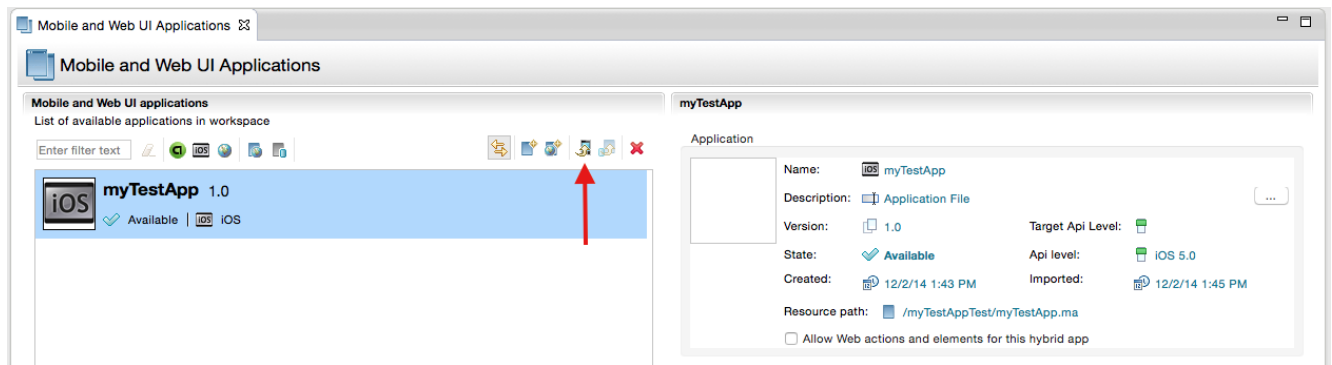 Mobile and Web UI Applications
Mobile and Web UI Applications
Mobile and Web UI applications
List of available applications in workspace
Enter filter text
iOS
iOS myTestApp 1.0
Available | iOS iOS
myTestApp
Application
Name: iOS myTestApp
Description: Application File ...
Version: 1.0 Target Api Level:
State: Available Api level: iOS 5.0
Created: 12/2/14 1:43 PM Imported: 12/2/14 1:45 PM
Resource path: /myTestAppTest/myTestApp.ma
Allow Web actions and elements for this hybrid app